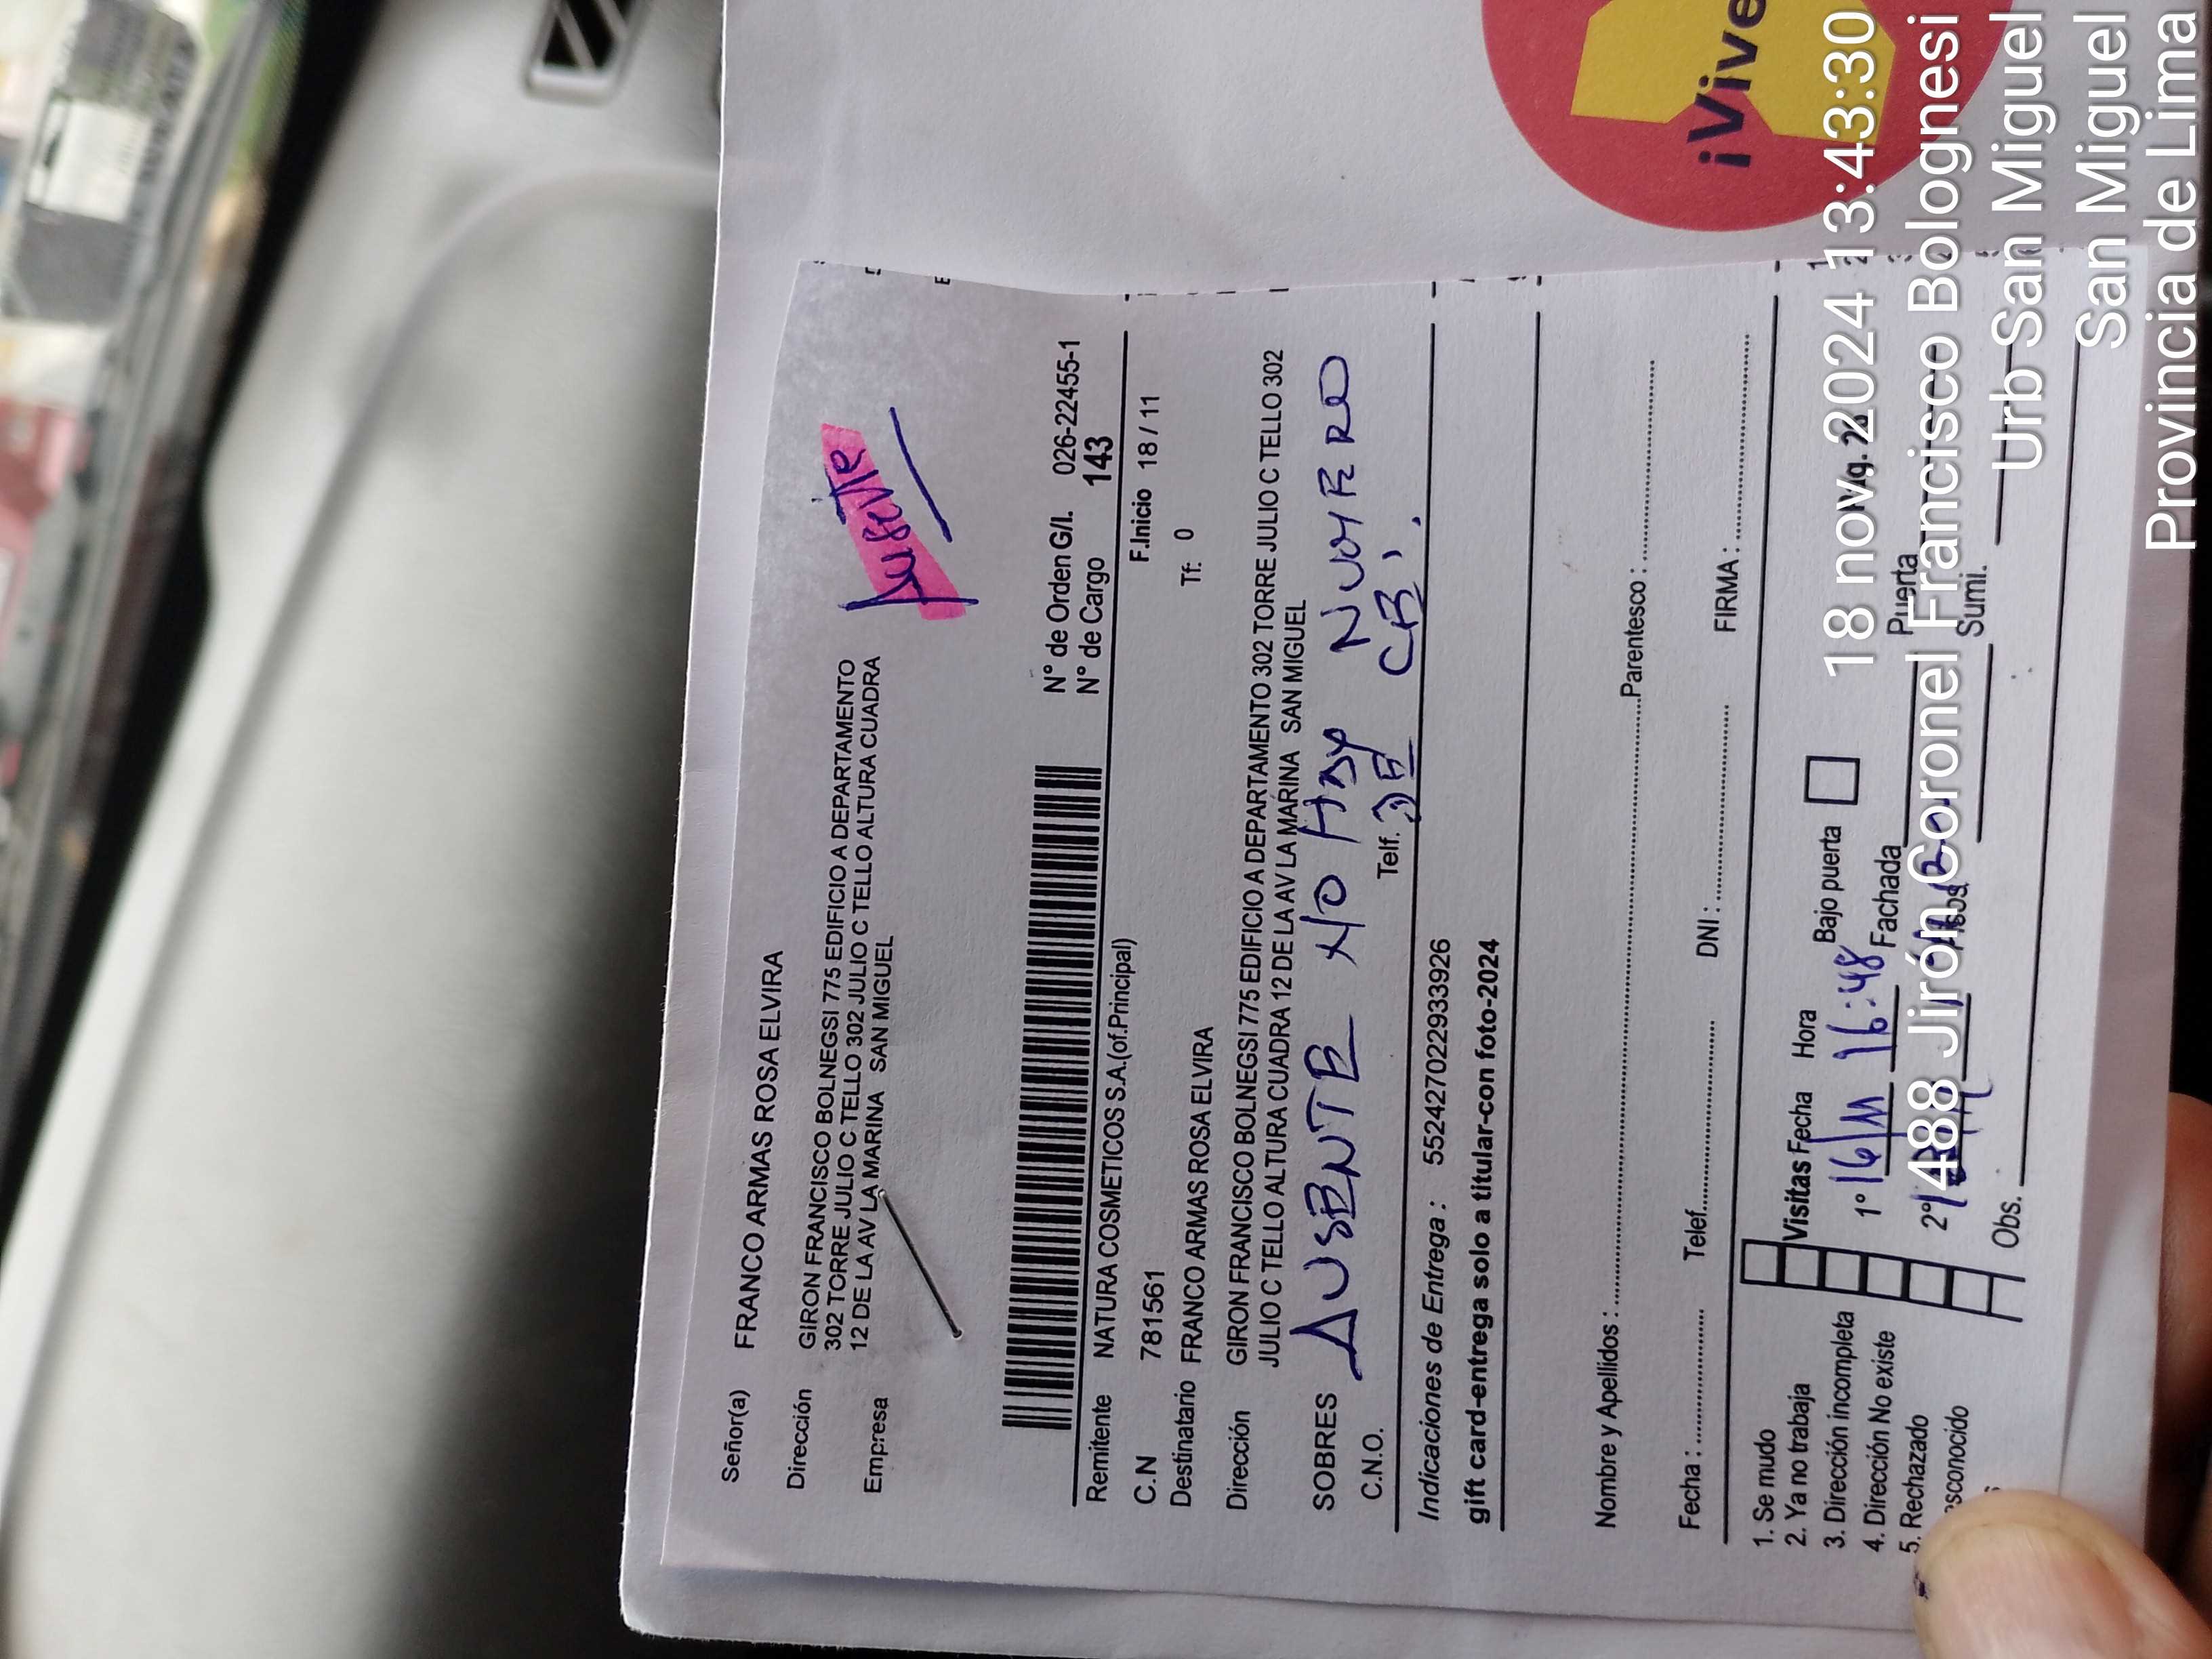 Señor(a) FRANCO ARMAS ROSA ELVIRA
Dirección GIRON FRANCISCO BOLNEGSI 775 EDIFICIO A DEPARTAMENTO
302 TORRE JULIO C TELLO 302 JULIO C TELLO ALTURA CUADRA
12 DE LA AV LA MARINA SAN MIGUEL
Empresa
Ausente
N° de Orden G/I. 026-22455-1
N° de Cargo 143
Remitente NATURA COSMETICOS S.A.(of.Principal)
F.Inicio 18 / 11
C.N 781561
Tf: 0
Destinatario FRANCO ARMAS ROSA ELVIRA
Dirección GIRON FRANCISCO BOLNEGSI 775 EDIFICIO A DEPARTAMENTO 302 TORRE JULIO C TELLO 302
JULIO C TELLO ALTURA CUADRA 12 DE LA AV LA MARINA SAN MIGUEL
SOBRES AUSENTE NO HAY NUMERO
C.N.O. Telf. DE CEL.
Indicaciones de Entrega : 55242702293 3926
gift card-entrega solo a titular-con foto-2024
Nombre y Apellidos : Parentesco :
Fecha : Telef. DNI : FIRMA :
1. Se mudo
2. Ya no trabaja
3. Dirección incompleta
4. Dirección No existe
5. Rechazado
esconocido
Visitas Fecha Hora Bajo puerta
1° 16/11 16:48 Fachada Puerta
2° Pisos Sumi.
Obs.
¡Vive
18 nov. 2024 13:43:30
488 Jirón Coronel Francisco Bolognesi
Urb San Miguel
San Miguel
Provincia de Lima